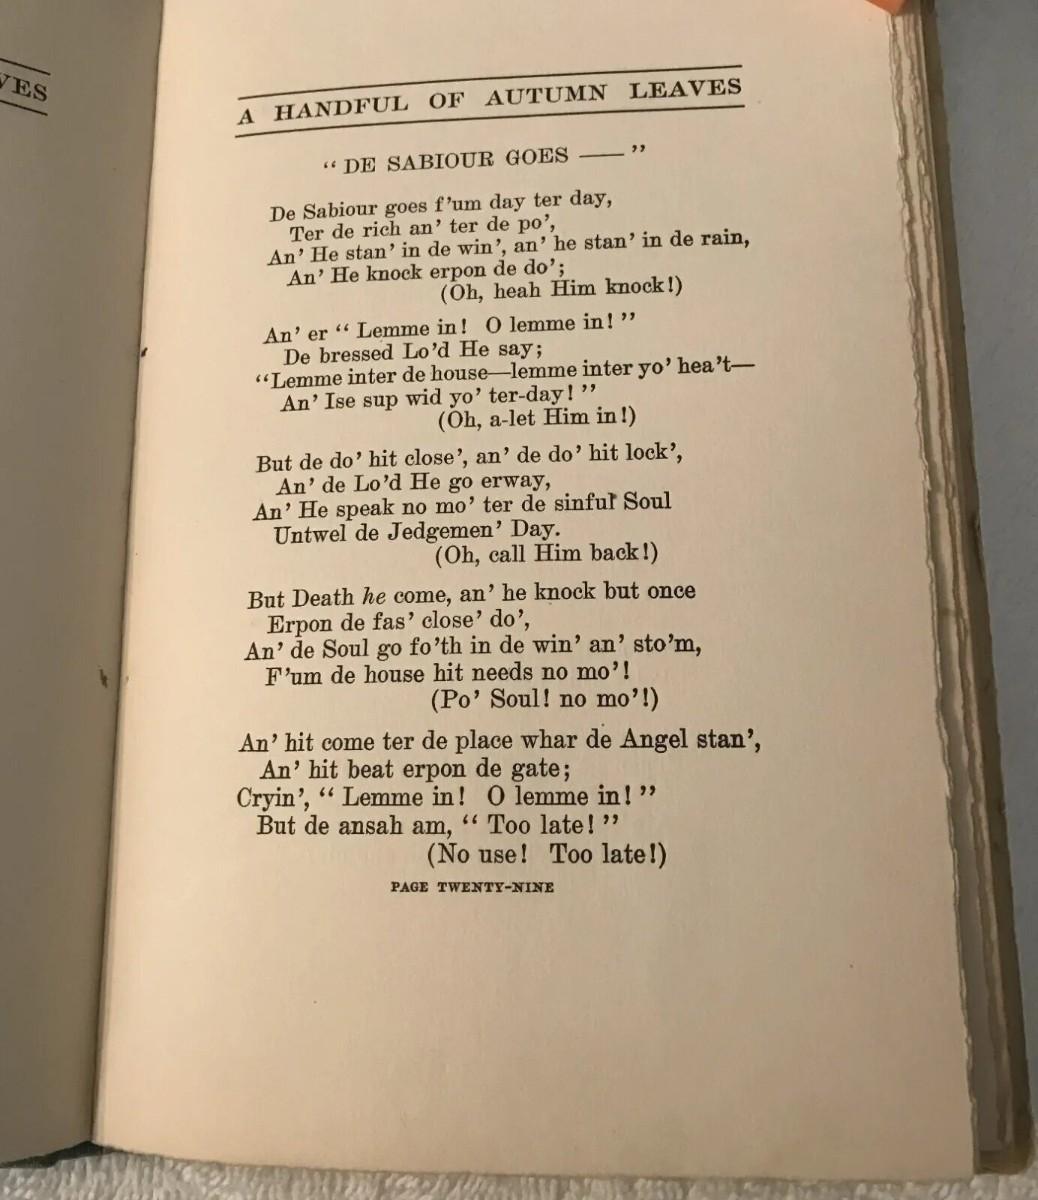 VES
A HANDFUL OF AUTUMN LEAVES
“ DE SABIOUR GOES —— ”
De Sabiour goes f’um day ter day,
Ter de rich an’ ter de po’,
An’ He stan’ in de win’, an’ he stan’ in de rain,
An’ He knock erpon de do’;
(Oh, heah Him knock!)
An’ er “ Lemme in! O lemme in! ”
De bressed Lo’d He say;
“Lemme inter de house—lemme inter yo’ hea’t—
An’ Ise sup wid yo’ ter-day! ”
(Oh, a-let Him in!)
But de do’ hit close’, an’ de do’ hit lock’,
An’ de Lo’d He go erway,
An’ He speak no mo’ ter de sinful Soul
Untwel de Jedgemen’ Day.
(Oh, call Him back!)
But Death he come, an’ he knock but once
Erpon de fas’ close’ do’,
An’ de Soul go fo’th in de win’ an’ sto’m,
F’um de house hit needs no mo’!
(Po’ Soul! no mo’!)
An’ hit come ter de place whar de Angel stan’,
An’ hit beat erpon de gate;
Cryin’, “ Lemme in! O lemme in! ”
But de ansah am, “ Too late! ”
(No use! Too late!)
PAGE TWENTY-NINE